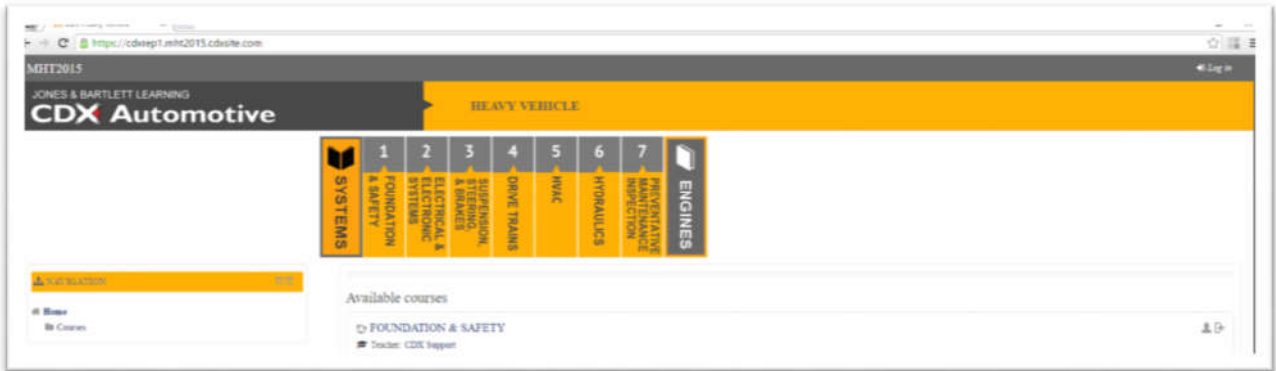 https://cdxrep1.mht2015.cdxsite.com
MHT2015
Log in
JONES & BARTLETT LEARNING
CDX Automotive
HEAVY VEHICLE
SYSTEMS
1
FOUNDATION
& SAFETY
2
ELECTRICAL &
ELECTRONIC
SYSTEMS
3
SUSPENSION,
STEERING,
& BRAKES
4
DRIVE TRAINS
5
HVAC
6
HYDRAULICS
7
PREVENTATIVE
MAINTENANCE
INSPECTION
ENGINES
NAVIGATION
Home
Courses
Available courses
FOUNDATION & SAFETY
Teacher: CDX Support